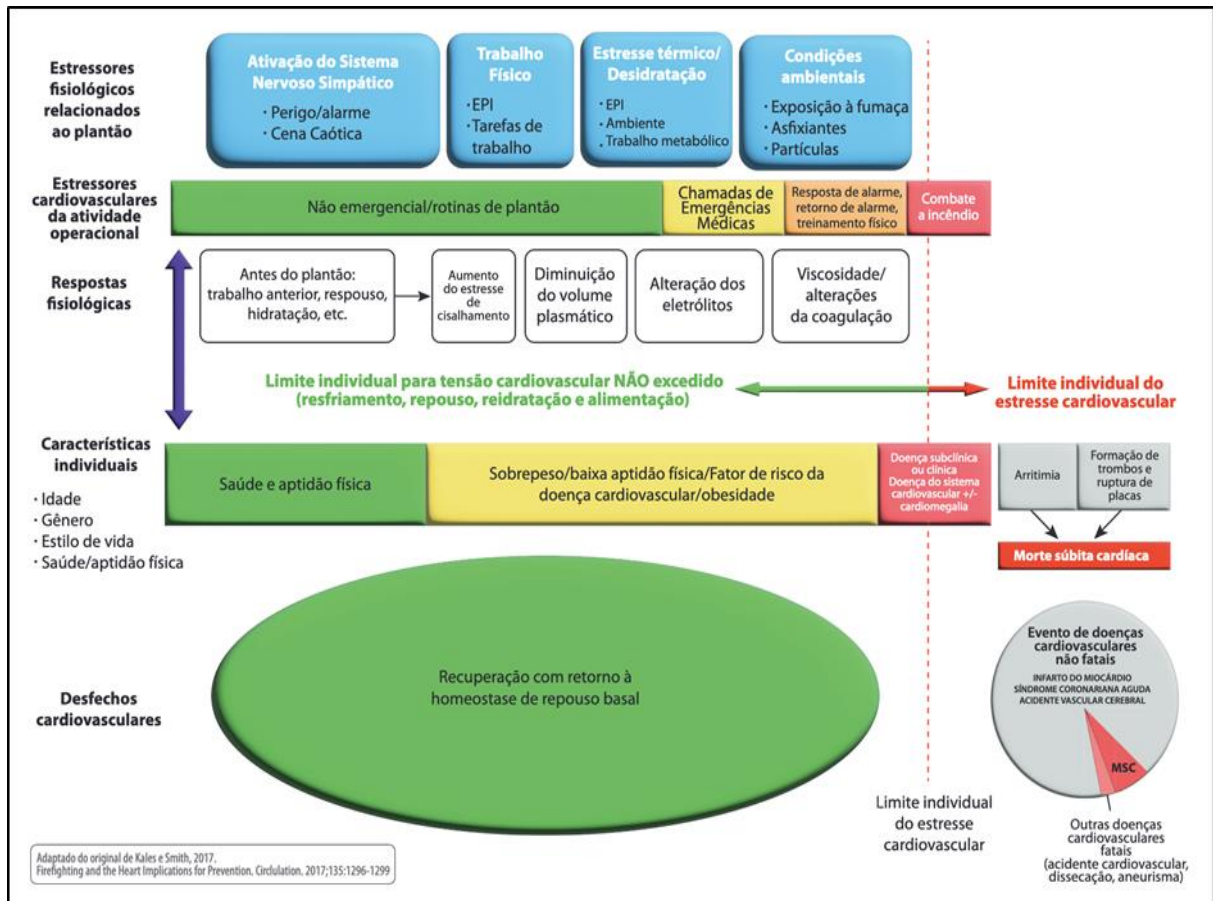 Estressores
fisiológicos
relacionados
ao plantão
Ativação do Sistema
Nervoso Simpático
· Perigo/alarme
· Cena Caótica
Trabalho
Físico
· EPI
· Tarefas de
trabalho
Estresse térmico/
Desidratação
· EPI
· Ambiente
· Trabalho metabólico
Condições
ambientais
· Exposição à fumaça
· Asfixiantes
· Partículas
Estressores
cardiovasculares
da atividade
operacional
Não emergencial/rotinas de plantão
Chamadas de
Emergências
Médicas
Resposta de alarme,
retorno de alarme,
treinamento físico
Combate
a incêndio
Respostas
fisiológicas
Antes do plantão:
trabalho anterior, respouso,
hidratação, etc.
Aumento
do estresse
de
cisalhamento
Diminuição
do volume
plasmático
Alteração dos
eletrólitos
Viscosidade/
alterações
da coagulação
Limite individual para tensão cardiovascular NÃO excedido
(resfriamento, repouso, reidratação e alimentação)
Limite individual do
estresse cardiovascular
Características
individuais
· Idade
· Gênero
· Estilo de vida
· Saúde/aptidão física
Saúde e aptidão física
Sobrepeso/baixa aptidão física/Fator de risco da
doença cardiovascular/obesidade
Doença subclínica
ou clínica
Doença do sistema
cardiovascular +/-
cardiomegalia
Arritimia
Formação de
trombos e
ruptura de
placas
Morte súbita cardíaca
Desfechos
cardiovasculares
Recuperação com retorno à
homeostase de repouso basal
Evento de doenças
cardiovasculares
não fatais
INFARTO DO MIOCÁRDIO
SÍNDROME CORONARIANA AGUDA
ACIDENTE VASCULAR CEREBRAL
MSC
Limite individual
do estresse
cardiovascular
Outras doenças
cardiovasculares
fatais
(acidente cardiovascular,
dissecação, aneurisma)
Adaptado do original de Kales e Smith, 2017.
Firefighting and the Heart Implications for Prevention. Circlulation. 2017;135:1296-1299